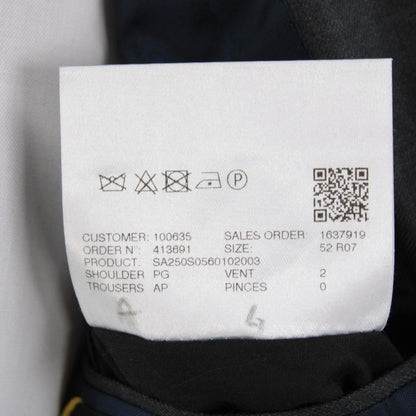 P
CUSTOMER: 100635 SALES ORDER: 1637919
ORDER N°: 413691 SIZE: 52 R07
PRODUCT: SA250S0560102003
SHOULDER PG VENT 2
TROUSERS AP PINCES 0
A 4